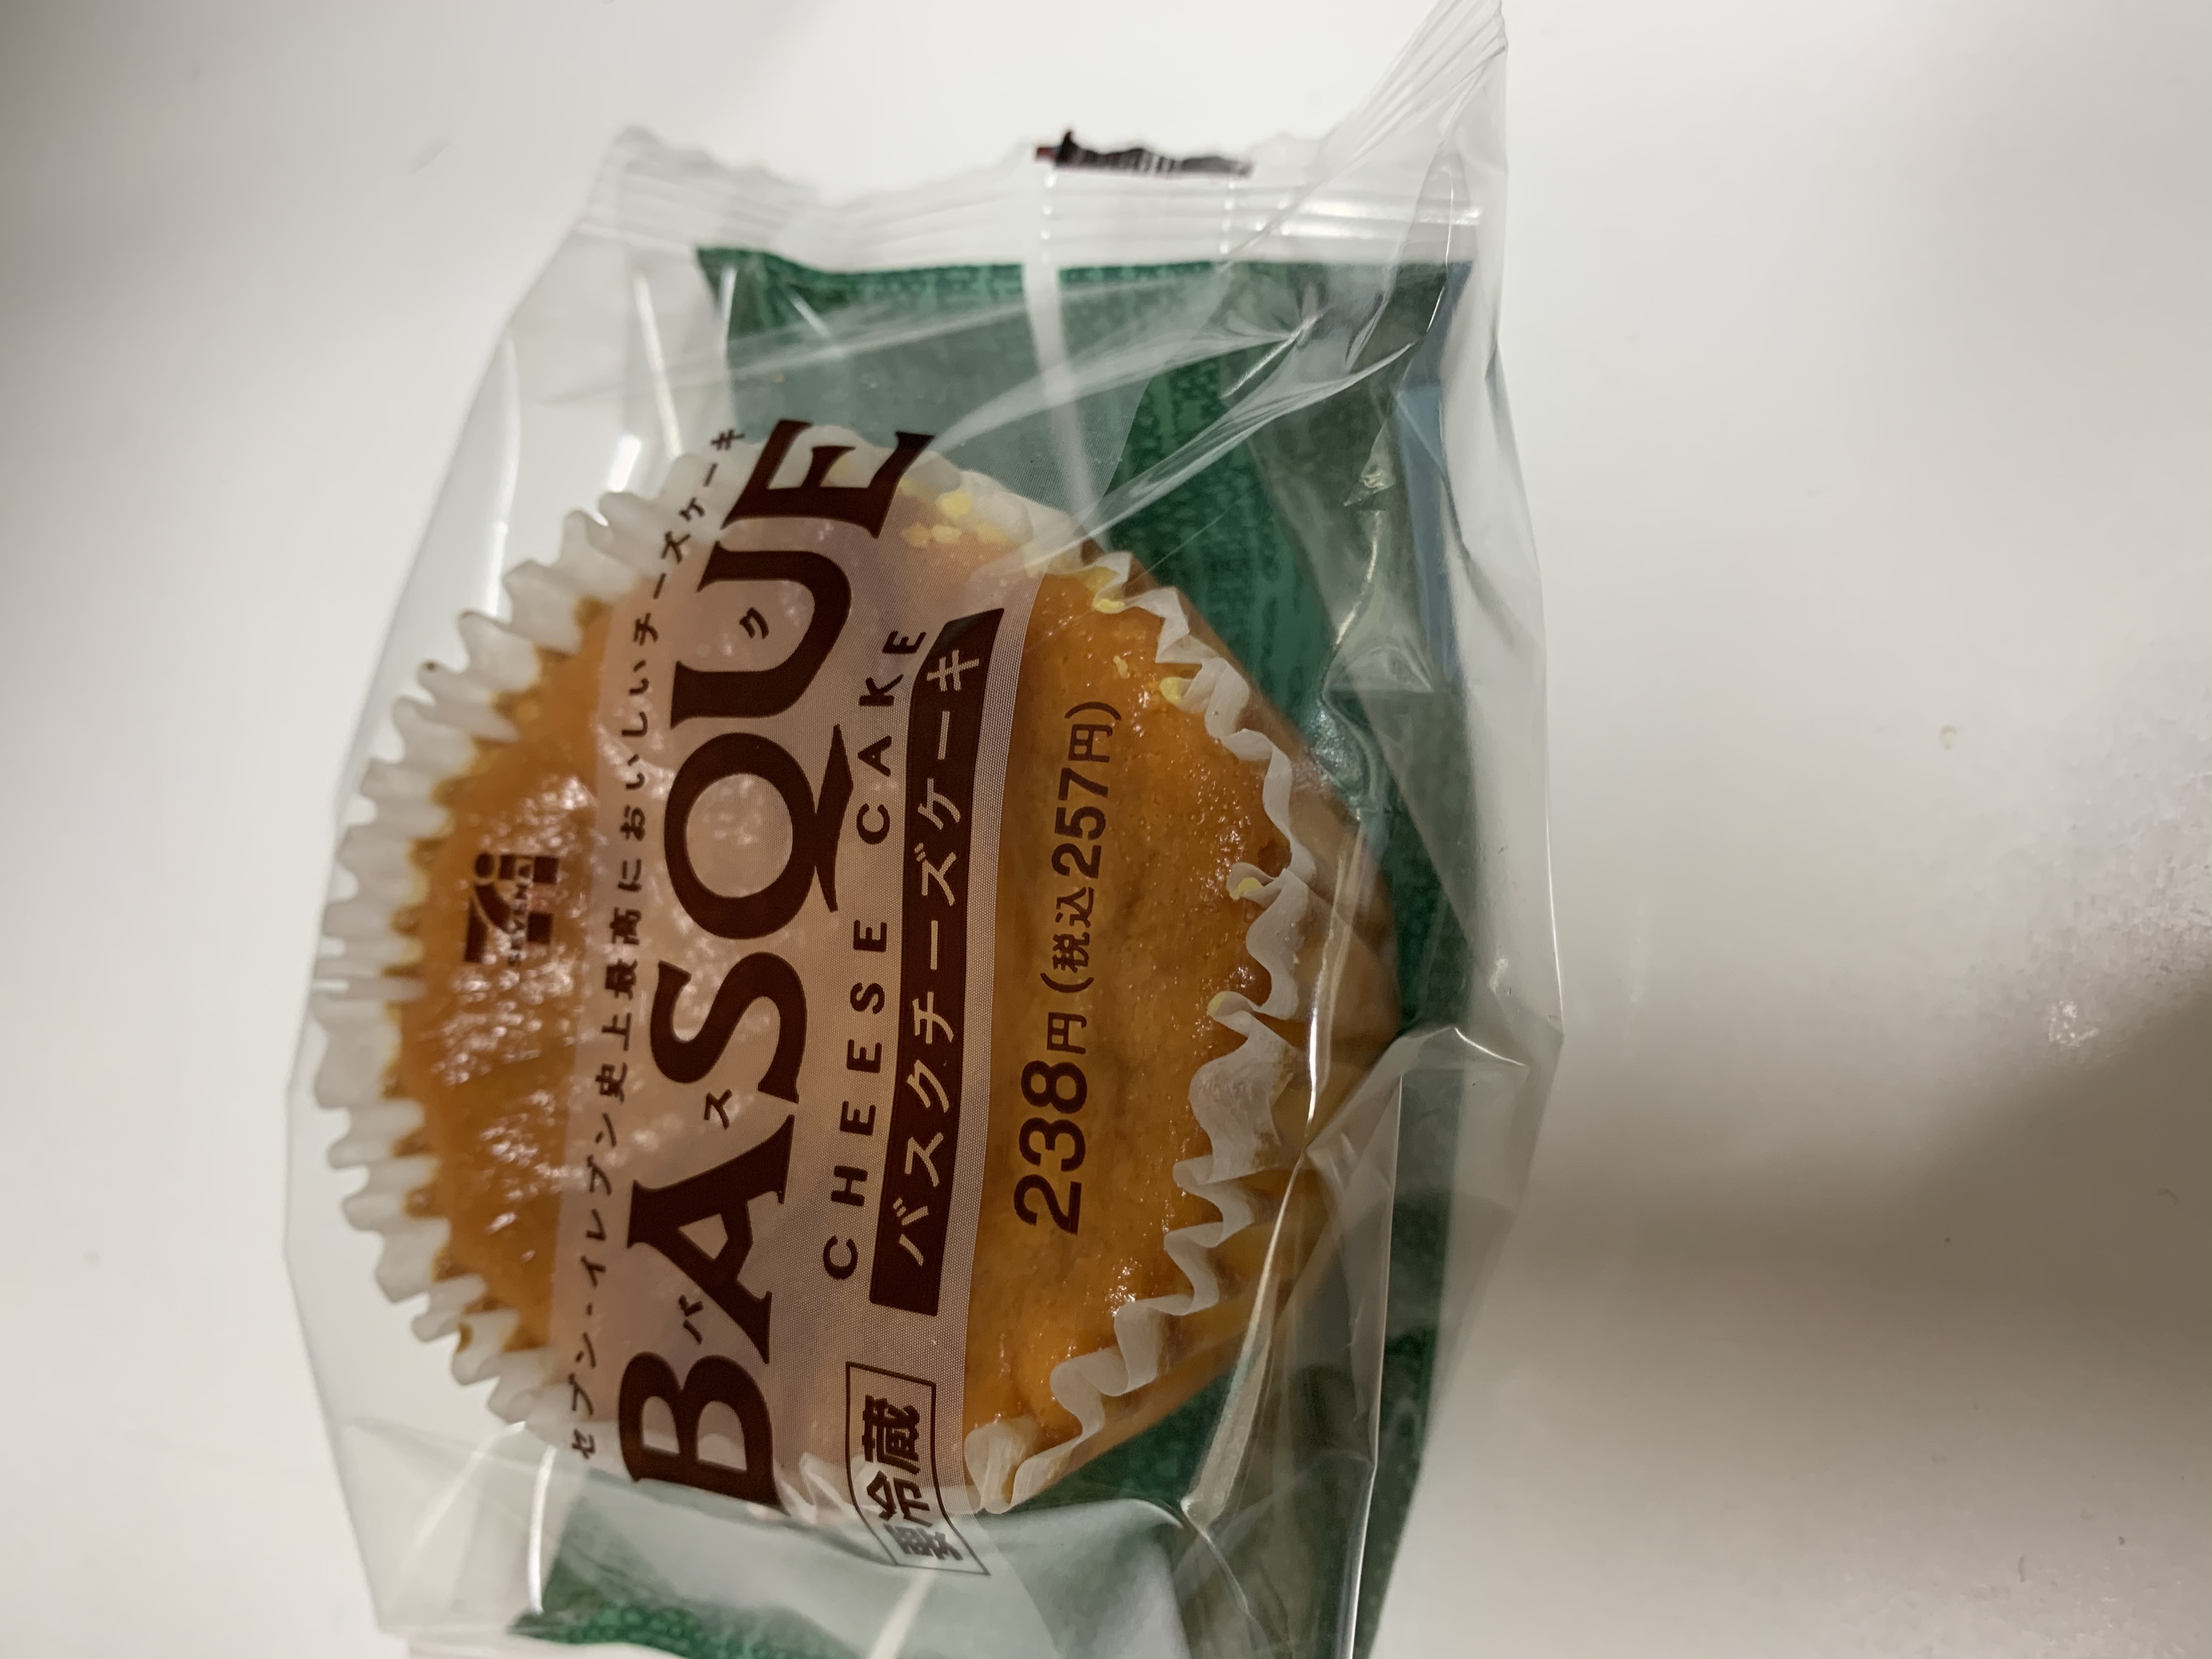 セブン-イレブン史上最高においしいチーズケーキ
バ ス ク
BASQUE
CHEESE CAKE
バスクチーズケーキ
要冷蔵
238円(税込257円)